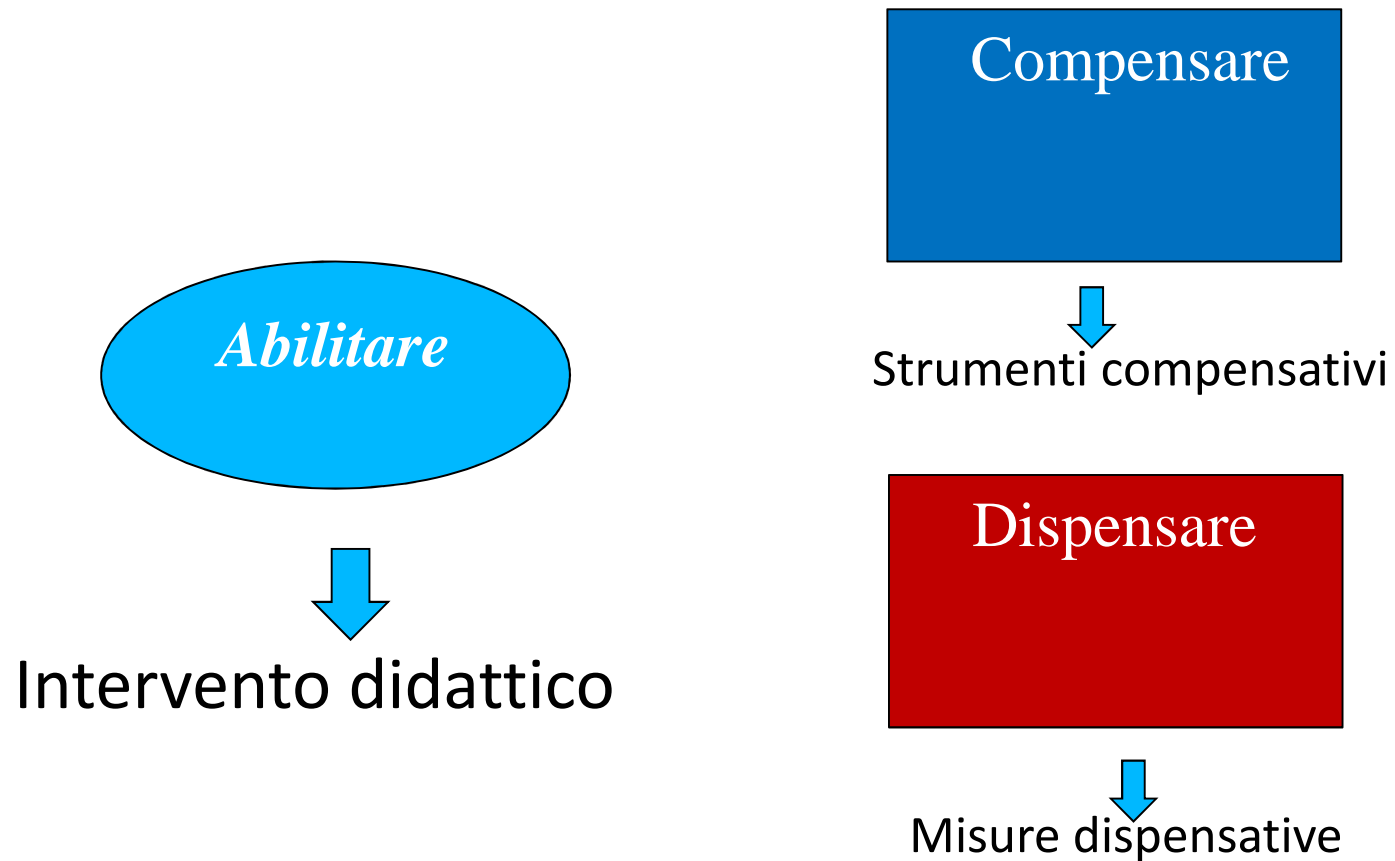 Abilitare
Intervento didattico
Compensare
Strumenti compensativi
Dispensare
Misure dispensative